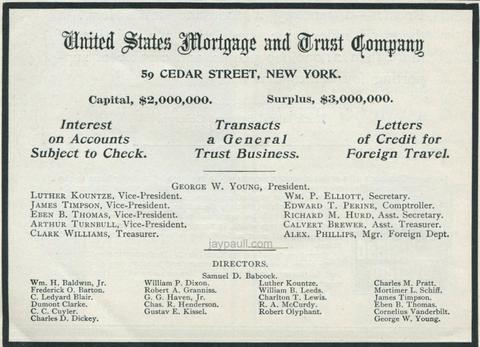 United States Mortgage and Trust Company
59 CEDAR STREET, NEW YORK.
Capital, $2,000,000. Surplus, $3,000,000.
Interest on Accounts Subject to Check.
Transacts a General Trust Business.
Letters of Credit for Foreign Travel.
GEORGE W. YOUNG, President.
LUTHER KOUNTZE, Vice-President.
JAMES TIMPSON, Vice-President.
EBEN B. THOMAS, Vice-President.
ARTHUR TURNBULL, Vice-President.
CLARK WILLIAMS, Treasurer.
WM. P. ELLIOTT, Secretary.
EDWARD T. PERINE, Comptroller.
RICHARD M. HURD, Asst. Secretary.
CALVERT BREWER, Asst. Treasurer.
ALEX. PHILLIPS, Mgr. Foreign Dept.
jaypaull.com
DIRECTORS.
Samuel D. Babcock.
Wm. H. Baldwin, Jr.
Frederic O. Barton.
C. Ledyard Blair.
Dumont Clarke.
C. C. Cuyler.
Charles D. Dickey.
William P. Dixon.
Robert A. Granniss.
G. G. Haven, Jr.
Chas. R. Henderson.
Gustav E. Kissel.
Luther Kountze.
William B. Leeds.
Charlton T. Lewis.
R. A. McCurdy.
Robert Olyphant.
Charles M. Pratt.
Mortimer L. Schiff.
James Timpson.
Eben B. Thomas.
Cornelius Vanderbilt.
George W. Young.